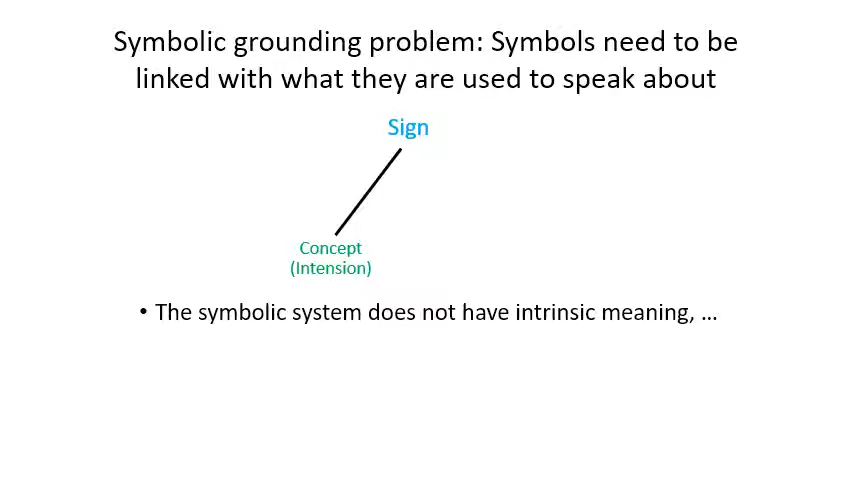 Symbolic grounding problem: Symbols need to be
linked with what they are used to speak about
Sign
Concept
(Intension)
• The symbolic system does not have intrinsic meaning, …